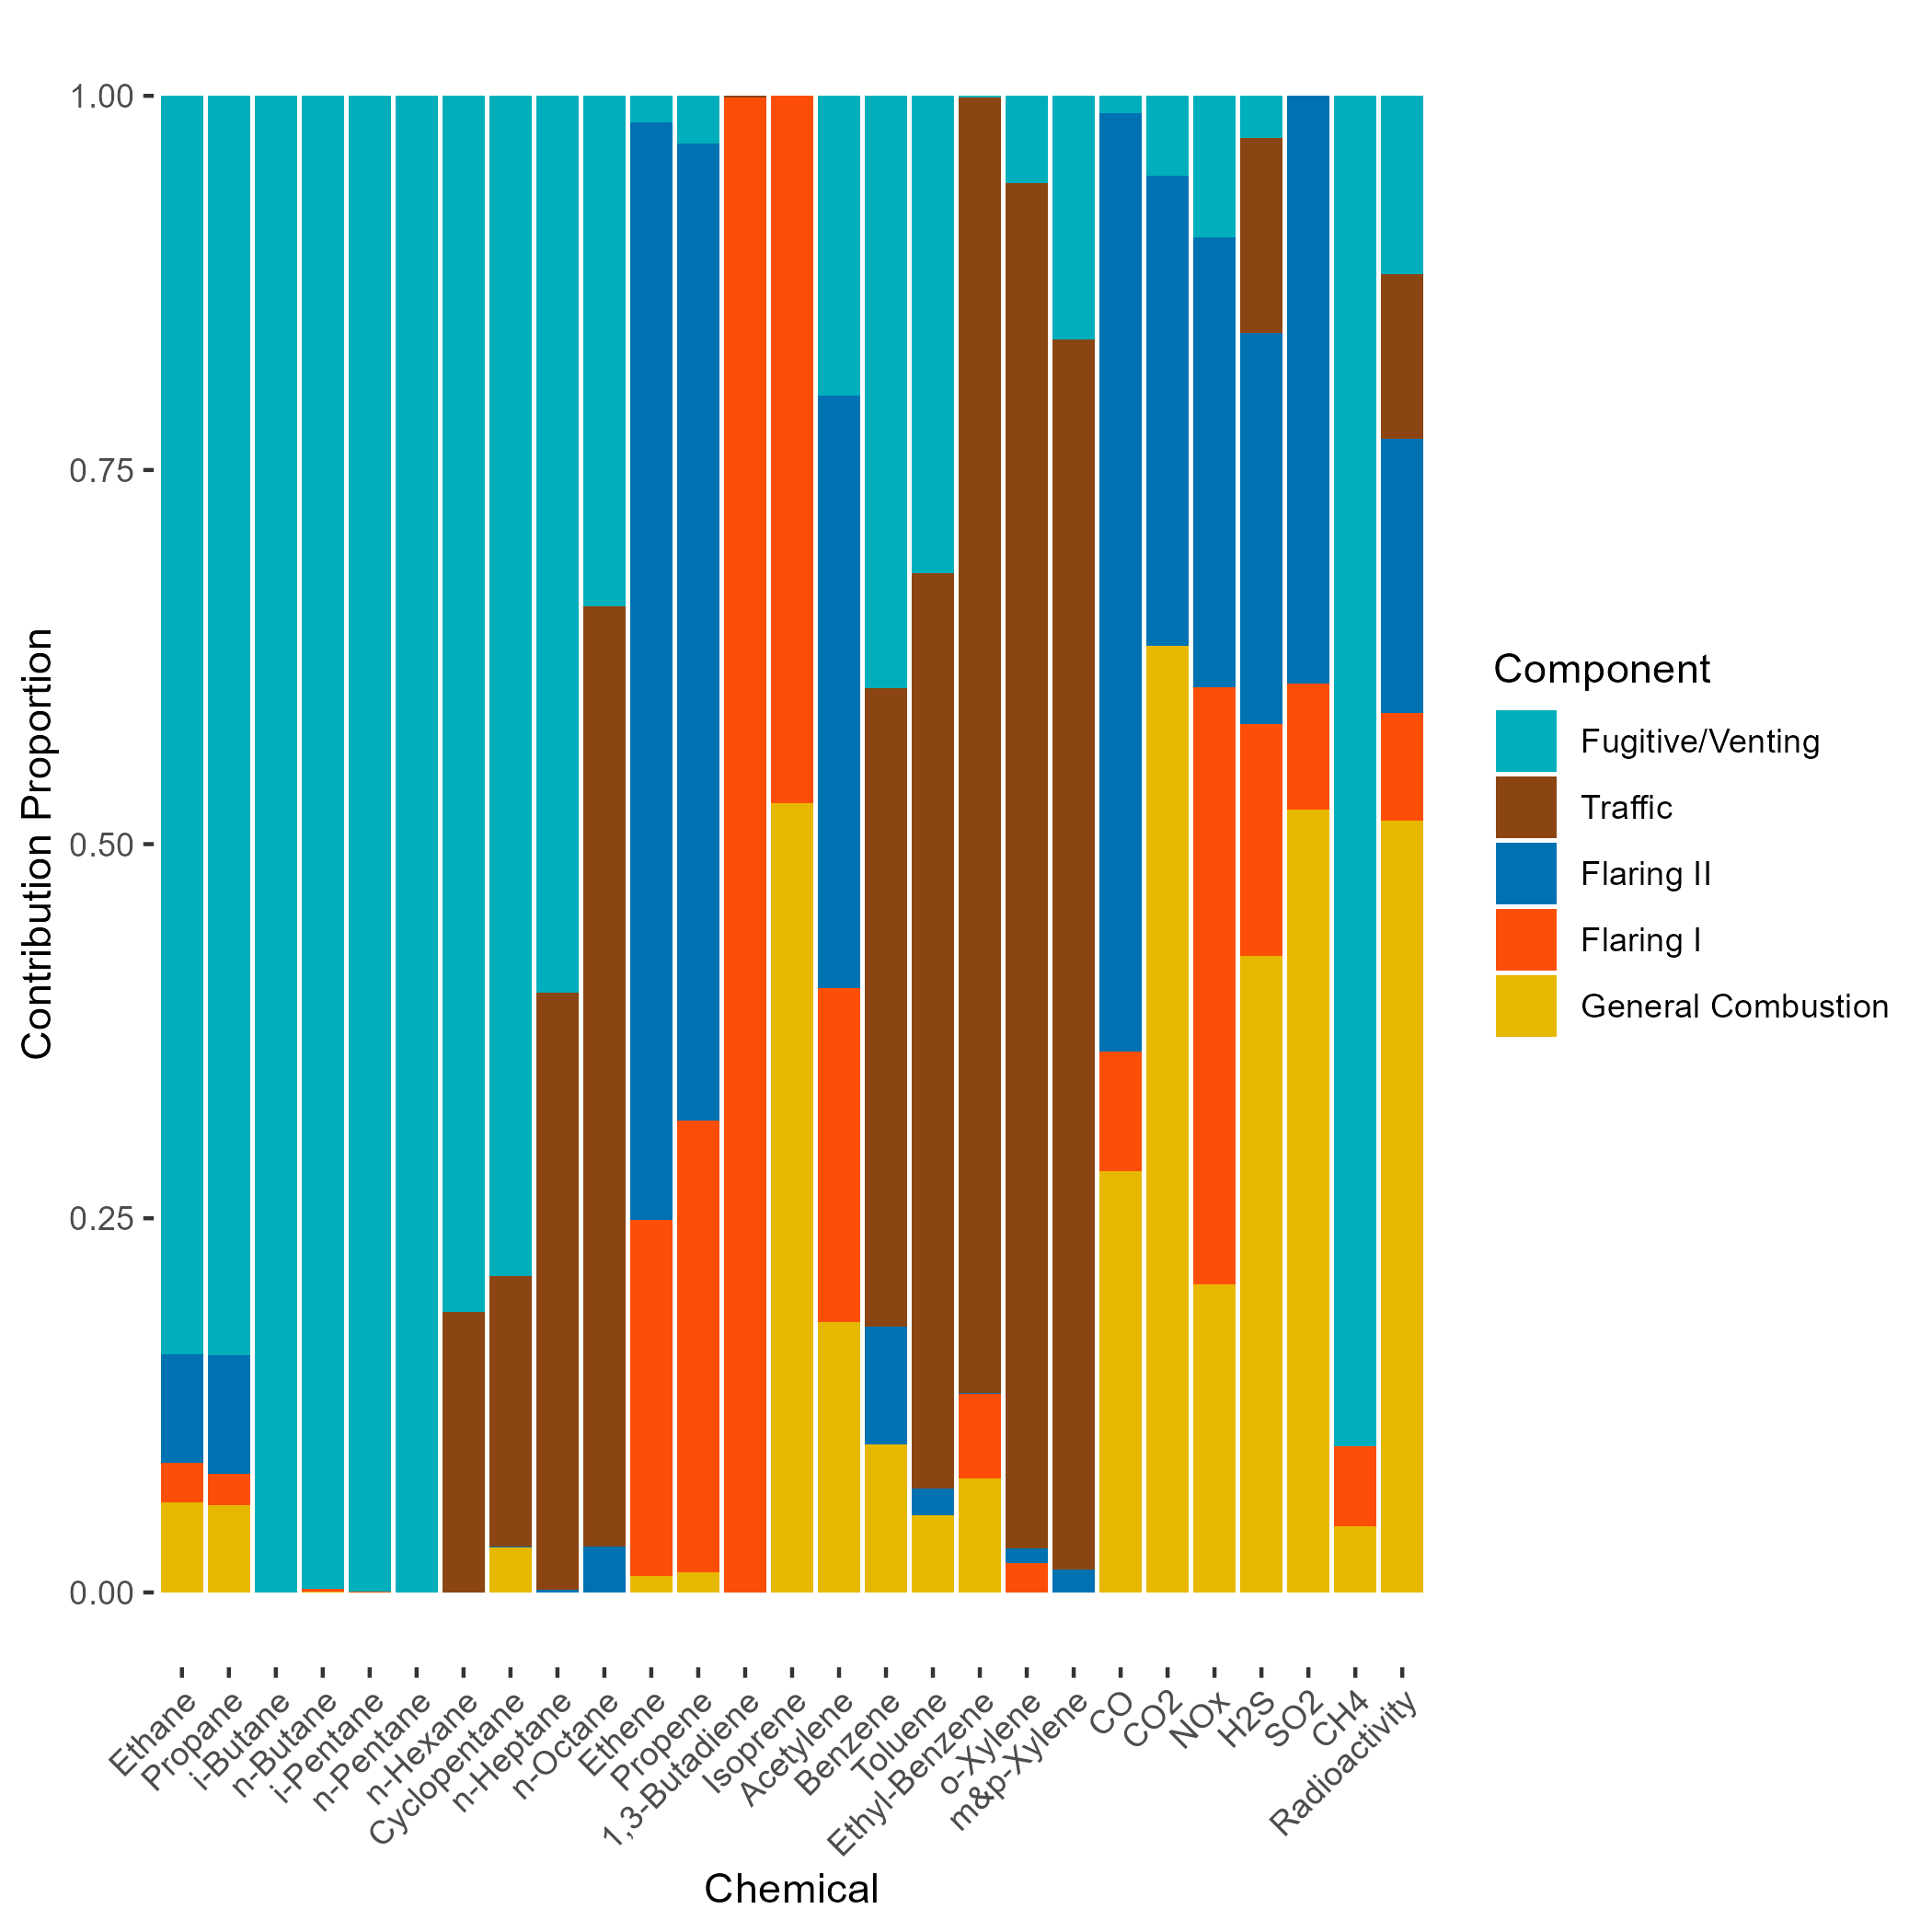 1.00
0.75
0.50
0.25
0.00
Contribution Proportion
Ethane
Propane
i-Butane
n-Butane
i-Pentane
n-Pentane
n-Hexane
Cyclopentane
n-Heptane
n-Octane
Ethene
Propene
1,3-Butadiene
Isoprene
Acetylene
Benzene
Toluene
Ethyl-Benzene
o-Xylene
m&p-Xylene
CO
CO2
NOx
H2S
SO2
CH4
Radioactivity
Chemical
Component
Fugitive/Venting
Traffic
Flaring II
Flaring I
General Combustion